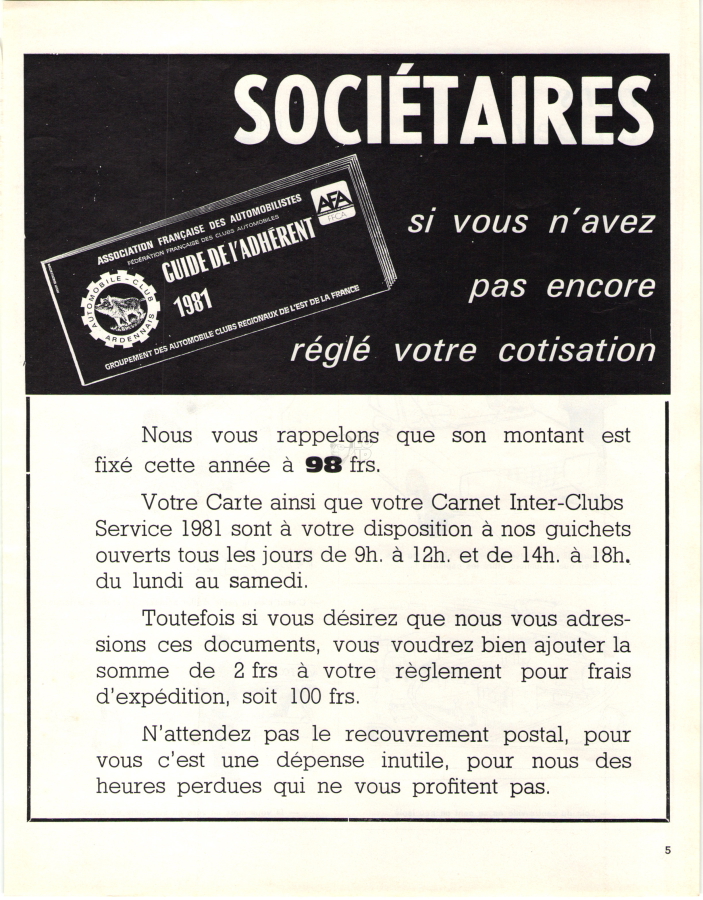 SOCIÉTAIRES
si vous n'avez
pas encore
réglé votre cotisation
ASSOCIATION FRANÇAISE DES AUTOMOBILISTES
FÉDÉRATION FRANÇAISE DES CLUBS AUTOMOBILES
AFA
FFCA
GUIDE DE L'ADHÉRENT
1981
AUTOMOBILE-CLUB
ARDENNAIS
GROUPEMENT DES AUTOMOBILE CLUBS RÉGIONAUX DE L'EST DE LA FRANCE
Nous vous rappelons que son montant est
fixé cette année à 98 frs.
Votre Carte ainsi que votre Carnet Inter-Clubs
Service 1981 sont à votre disposition à nos guichets
ouverts tous les jours de 9h. à 12h. et de 14h. à 18h.
du lundi au samedi.
Toutefois si vous désirez que nous vous adres-
sions ces documents, vous voudrez bien ajouter la
somme de 2 frs à votre règlement pour frais
d'expédition, soit 100 frs.
N'attendez pas le recouvrement postal, pour
vous c'est une dépense inutile, pour nous des
heures perdues qui ne vous profitent pas.
5